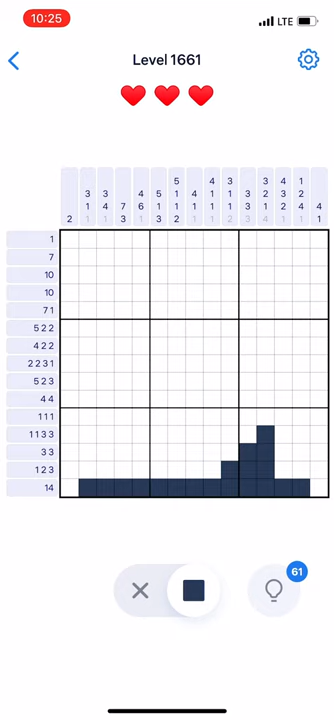 10:25
LTE
Level 1661
5 4 3 3 4 1
3 3 4 5 1 4 1 1 3 2 3 2
1 4 7 6 1 1 1 1 1 3 1 2 4 4
2 1 1 3 1 3 2 1 1 2 3 4 1 1 1
1
7
10
10
7 1
5 2 2
4 2 2
2 2 3 1
5 2 3
4 4
1 1 1
1 1 3 3
3 3
1 2 3
14
61